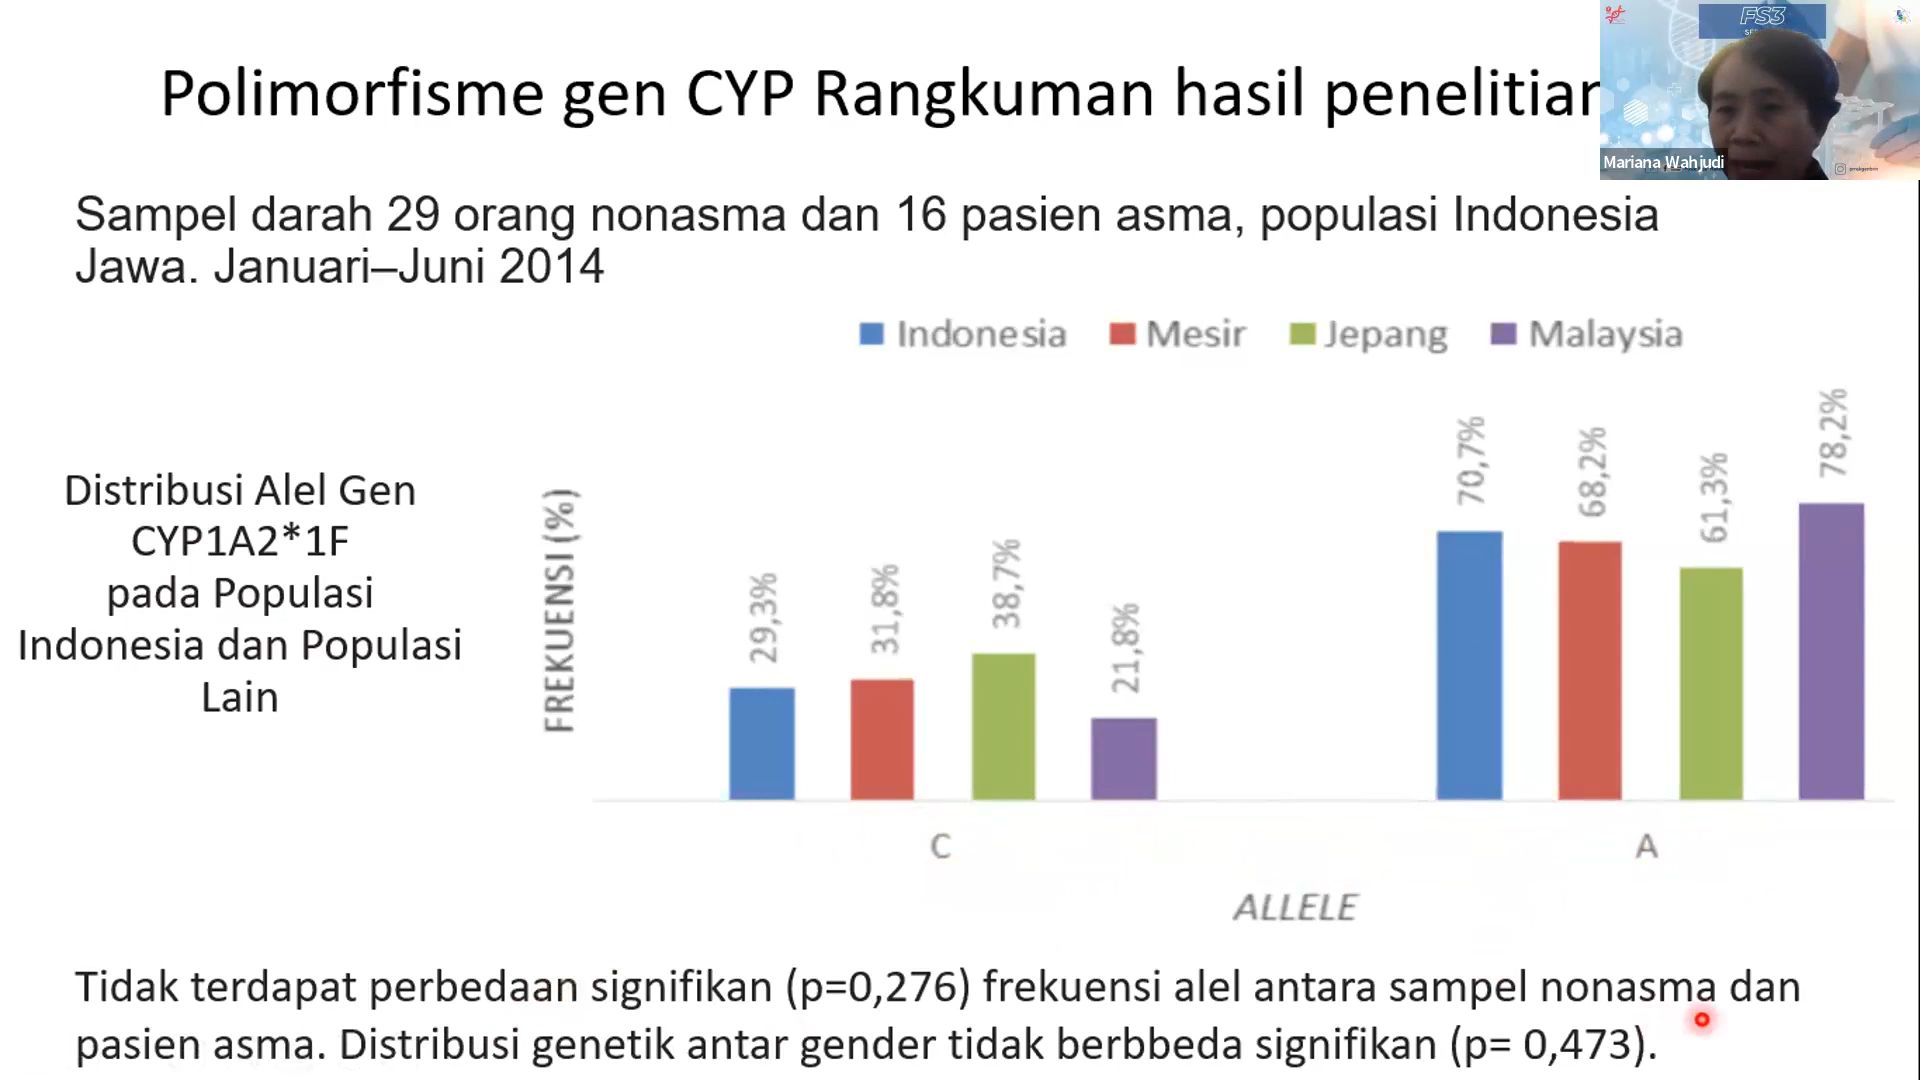 FS3
Polimorfisme gen CYP Rangkuman hasil penelitian
Mariana Wahjudi
Sampel darah 29 orang nonasma dan 16 pasien asma, populasi Indonesia
Jawa. Januari–Juni 2014
Indonesia Mesir Jepang Malaysia
Distribusi Alel Gen
CYP1A2*1F
pada Populasi
Indonesia dan Populasi
Lain
FREKUENSI (%)
29,3%
31,8%
38,7%
21,8%
70,7%
68,2%
61,3%
78,2%
C
A
ALLELE
Tidak terdapat perbedaan signifikan (p=0,276) frekuensi alel antara sampel nonasma dan
pasien asma. Distribusi genetik antar gender tidak berbbeda signifikan (p= 0,473).